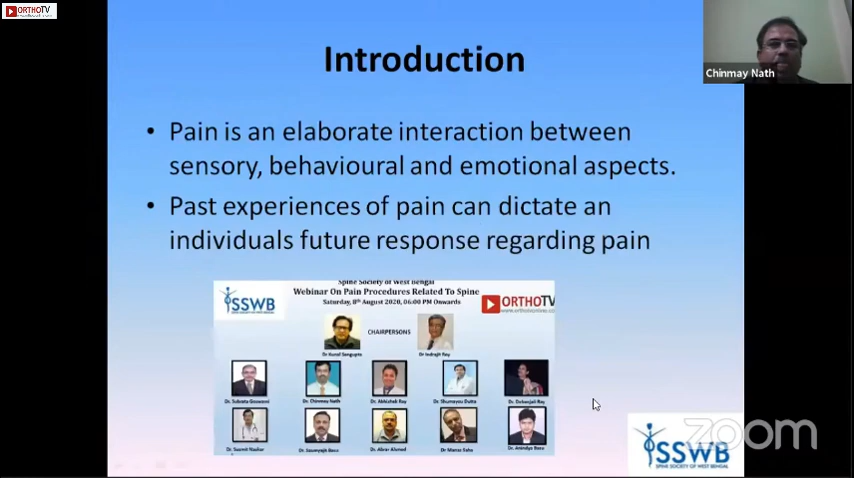 ORTHOTV
Introduction
Chinmay Nath
• Pain is an elaborate interaction between
sensory, behavioural and emotional aspects.
• Past experiences of pain can dictate an
individuals future response regarding pain
Spine Society of West Bengal
Webinar On Pain Procedures Related To Spine
Saturday, 8th August 2020, 06:00 PM Onwards
SSWB
ORTHOTV
CHAIRPERSONS
Dr Kunal Sengupta
Dr Indrajit Ray
Dr. Subrata Goswami
Dr. Chinmay Nath
Dr. Abhishek Ray
Dr. Shumayou Dutta
Dr. Debanjali Ray
Dr. Soumyajit Basu
Dr. Abrar Ahmed
Dr Manas Saha
Dr. Anindya Basu
zoom
SSWB
SPINE SOCIETY OF WEST BENGAL